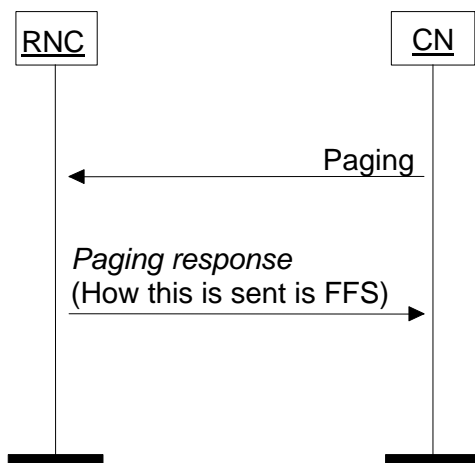 RNC
CN
Paging
Paging response
(How this is sent is FFS)